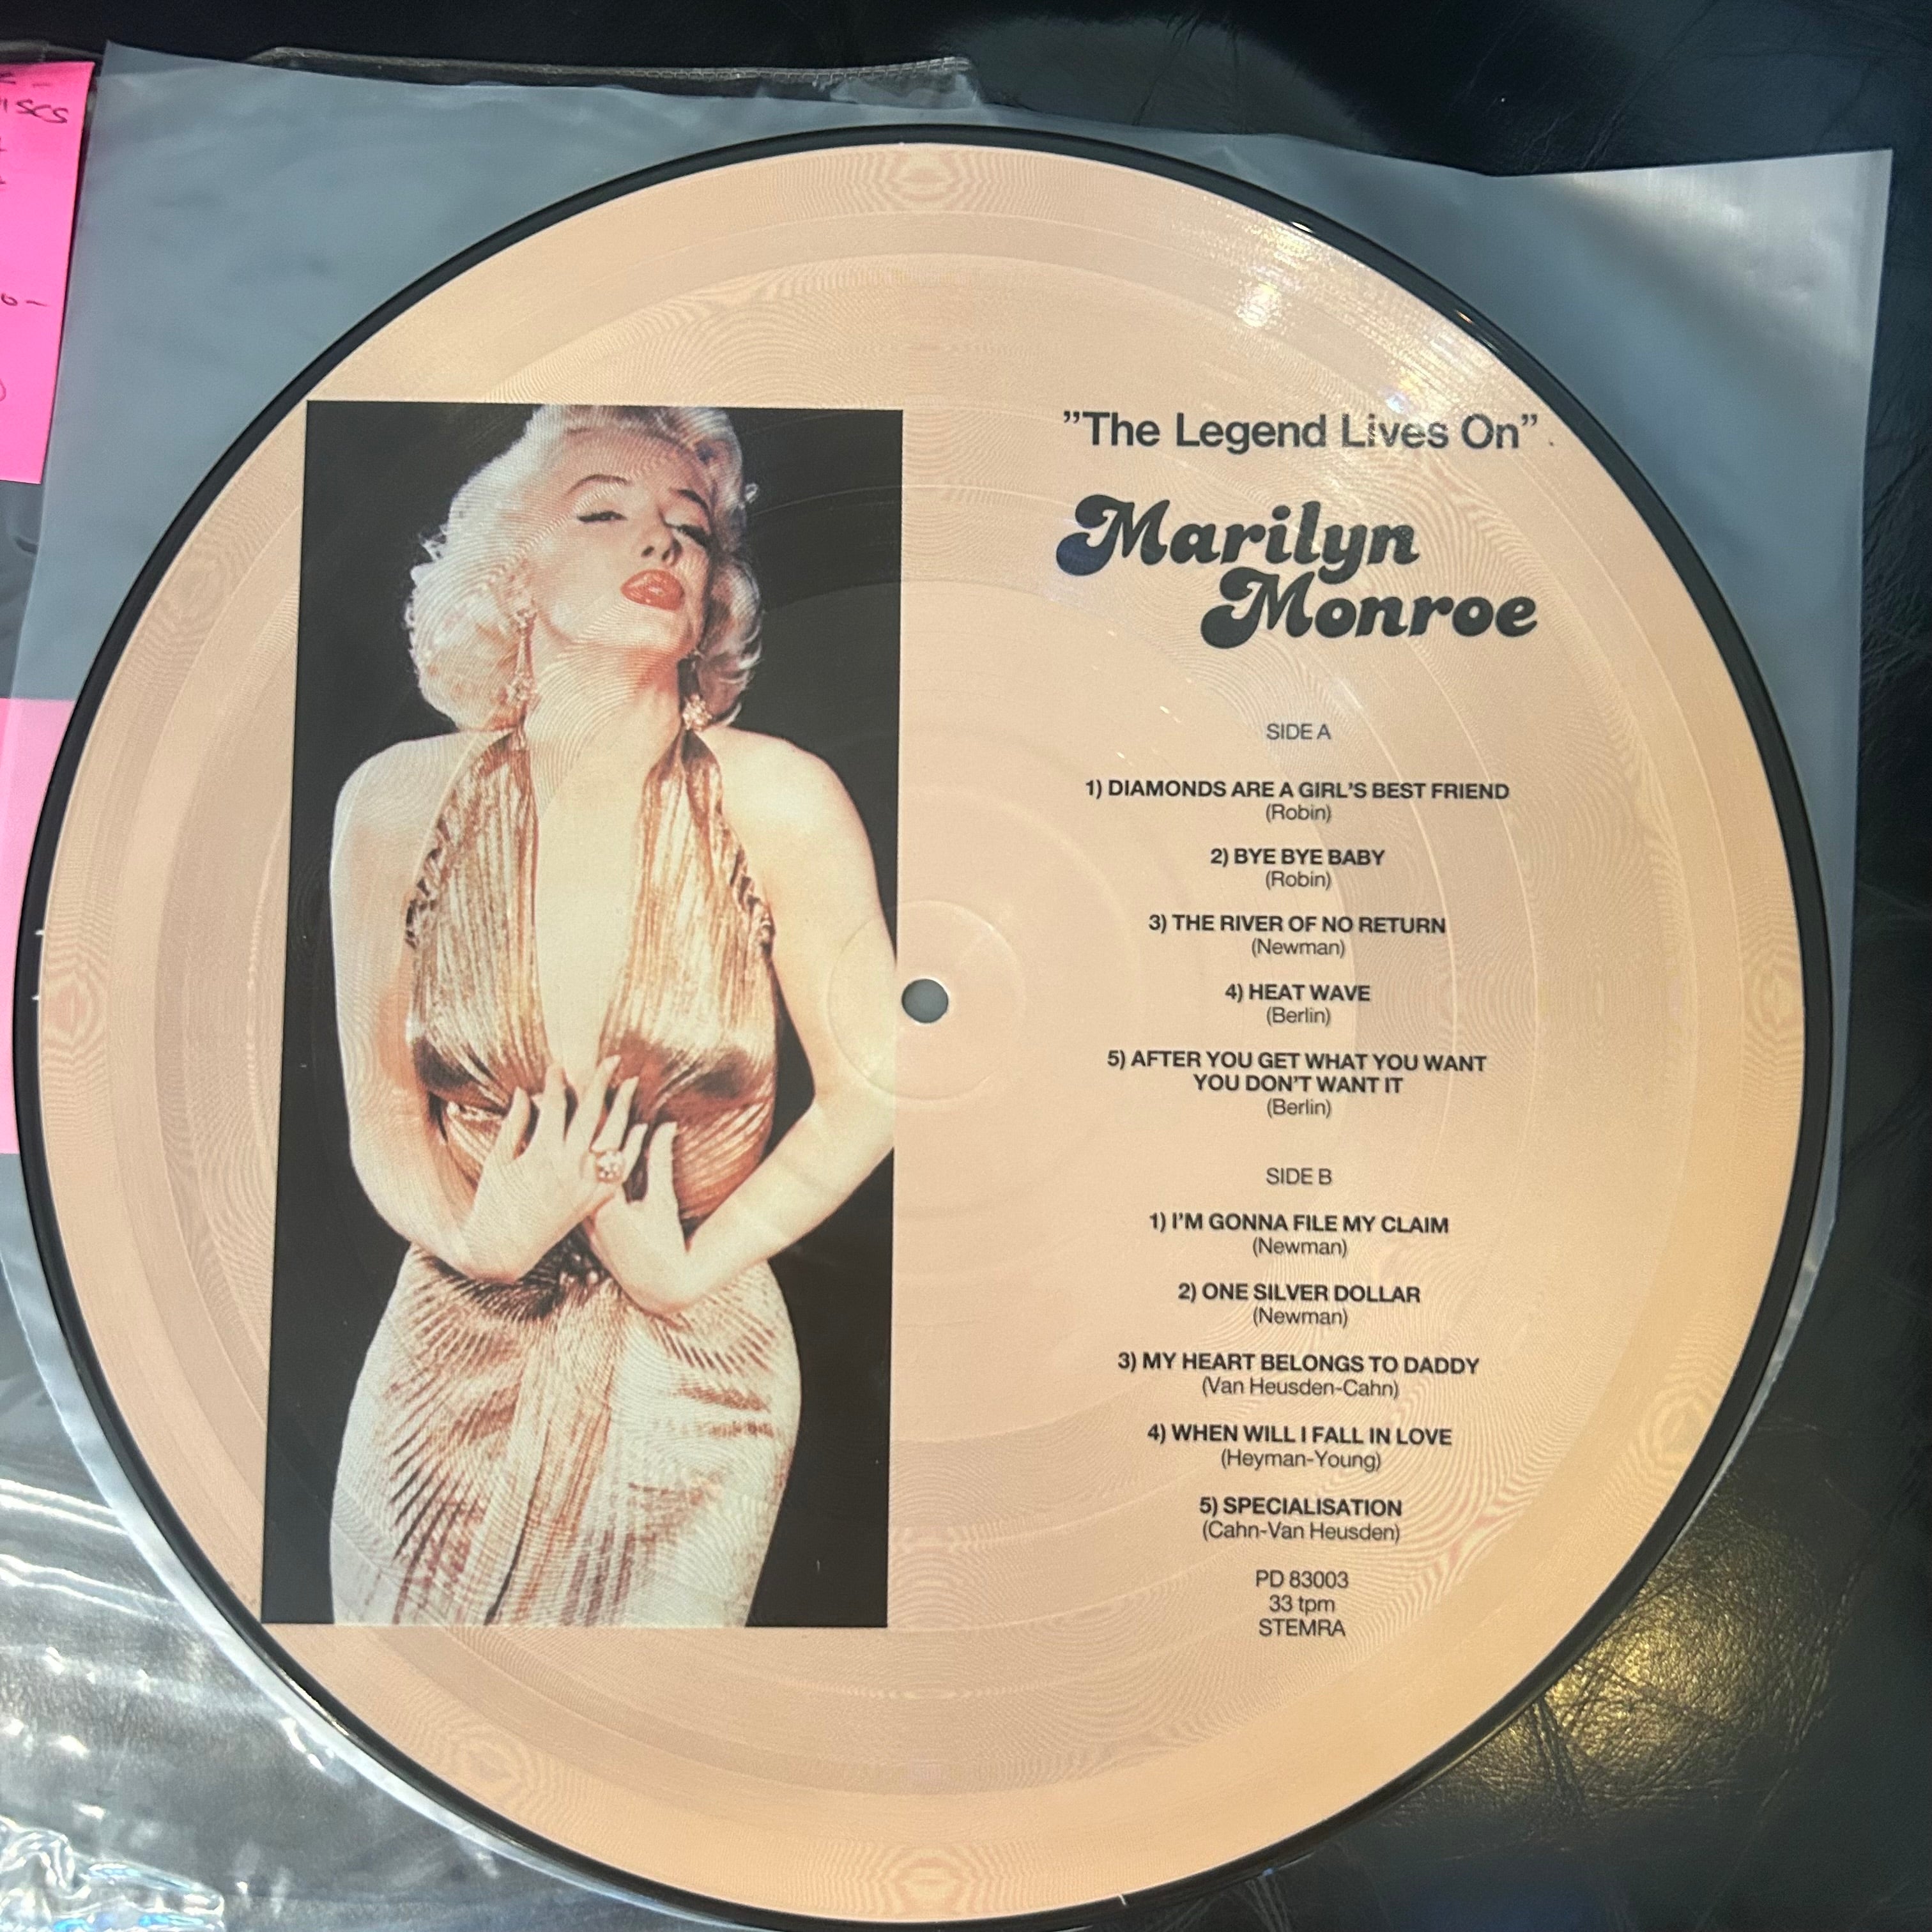 ISCS
"The Legend Lives On"
Marilyn
Monroe
SIDE A
1) DIAMONDS ARE A GIRL'S BEST FRIEND
(Robin)
2) BYE BYE BABY
(Robin)
3) THE RIVER OF NO RETURN
(Newman)
4) HEAT WAVE
(Berlin)
5) AFTER YOU GET WHAT YOU WANT
YOU DON'T WANT IT
(Berlin)
SIDE B
1) I'M GONNA FILE MY CLAIM
(Newman)
2) ONE SILVER DOLLAR
(Newman)
3) MY HEART BELONGS TO DADDY
(Van Heusden-Cahn)
4) WHEN WILL I FALL IN LOVE
(Heyman-Young)
5) SPECIALISATION
(Cahn-Van Heusden)
PD 83003
33 tpm
STEMRA